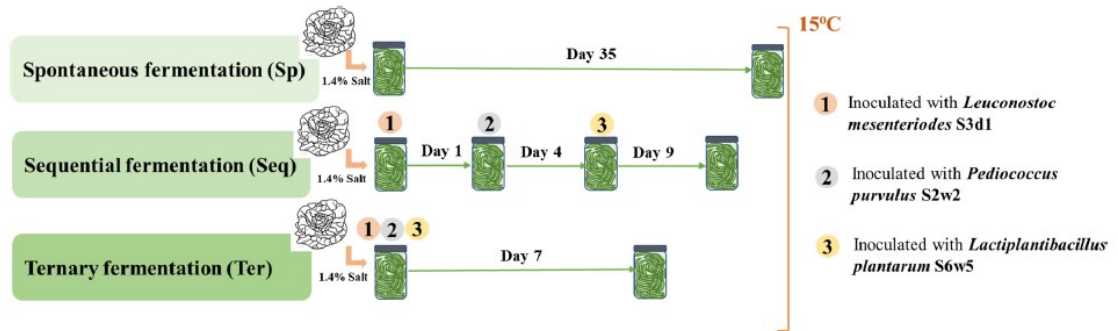 15ºC
Spontaneous fermentation (Sp)
1.4% Salt
Day 35
Sequential fermentation (Seq)
1.4% Salt
1
Day 1
2
Day 4
3
Day 9
Ternary fermentation (Ter)
1.4% Salt
1 2 3
Day 7
1 Inoculated with Leuconostoc
mesenteriodes S3d1
2 Inoculated with Pediococcus
purvulus S2w2
3 Inoculated with Lactiplantibacillus
plantarum S6w5